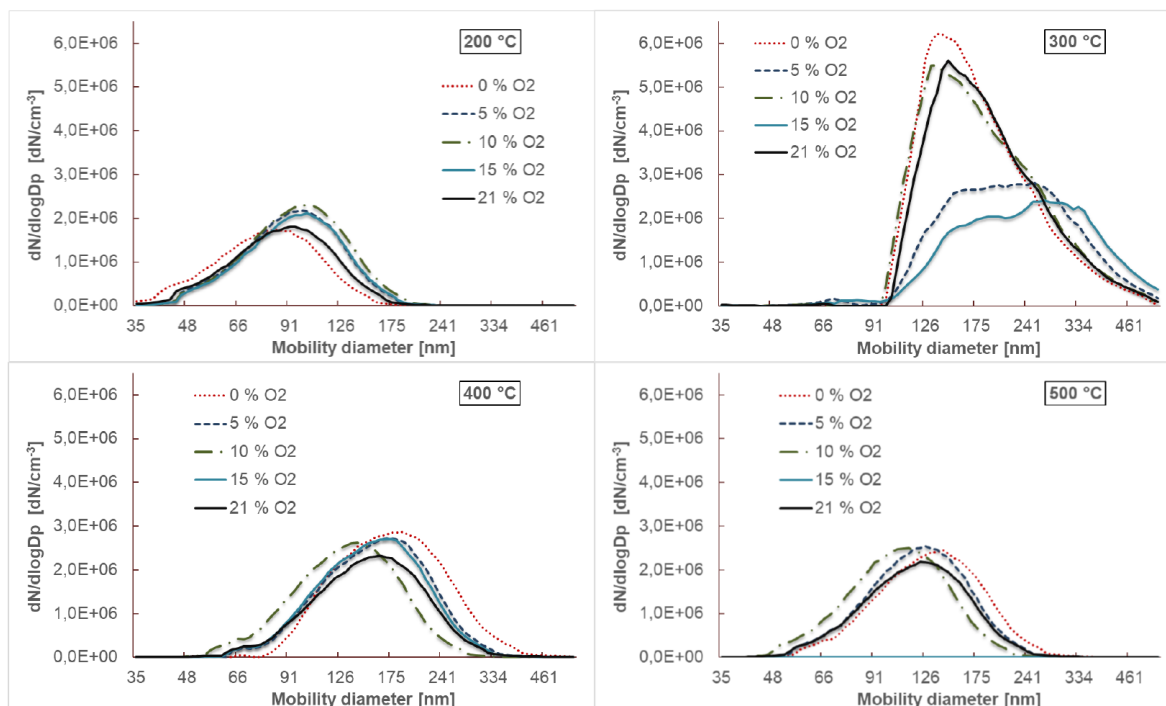 200 °C
dN/dlogDp [dN/cm-³]
6,0E+06
5,0E+06
4,0E+06
3,0E+06
2,0E+06
1,0E+06
0,0E+00
0 % O2
5 % O2
10 % O2
15 % O2
21 % O2
35 48 66 91 126 175 241 334 461
Mobility diameter [nm]
300 °C
dN/dlogDp [dN/cm-³]
6,0E+06
5,0E+06
4,0E+06
3,0E+06
2,0E+06
1,0E+06
0,0E+00
0 % O2
5 % O2
10 % O2
15 % O2
21 % O2
35 48 66 91 126 175 241 334 461
Mobility diameter [nm]
400 °C
dN/dlogDp [dN/cm-³]
6,0E+06
5,0E+06
4,0E+06
3,0E+06
2,0E+06
1,0E+06
0,0E+00
0 % O2
5 % O2
10 % O2
15 % O2
21 % O2
35 48 66 91 126 175 241 334 461
Mobility diameter [nm]
500 °C
dN/dlogDp [dN/cm-³]
6,0E+06
5,0E+06
4,0E+06
3,0E+06
2,0E+06
1,0E+06
0,0E+00
0 % O2
5 % O2
10 % O2
15 % O2
21 % O2
35 48 66 91 126 175 241 334 461
Mobility diameter [nm]